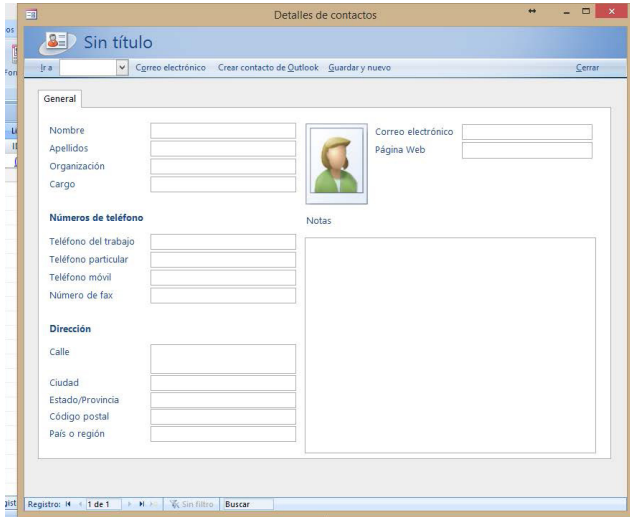 Detalles de contactos
Sin título
Ir a Correo electrónico Crear contacto de Outlook Guardar y nuevo Cerrar
General
Nombre
Apellidos
Organización
Cargo
Correo electrónico
Página Web
Números de teléfono
Notas
Teléfono del trabajo
Teléfono particular
Teléfono móvil
Número de fax
Dirección
Calle
Ciudad
Estado/Provincia
Código postal
País o región
Registro: 1 de 1 Sin filtro Buscar